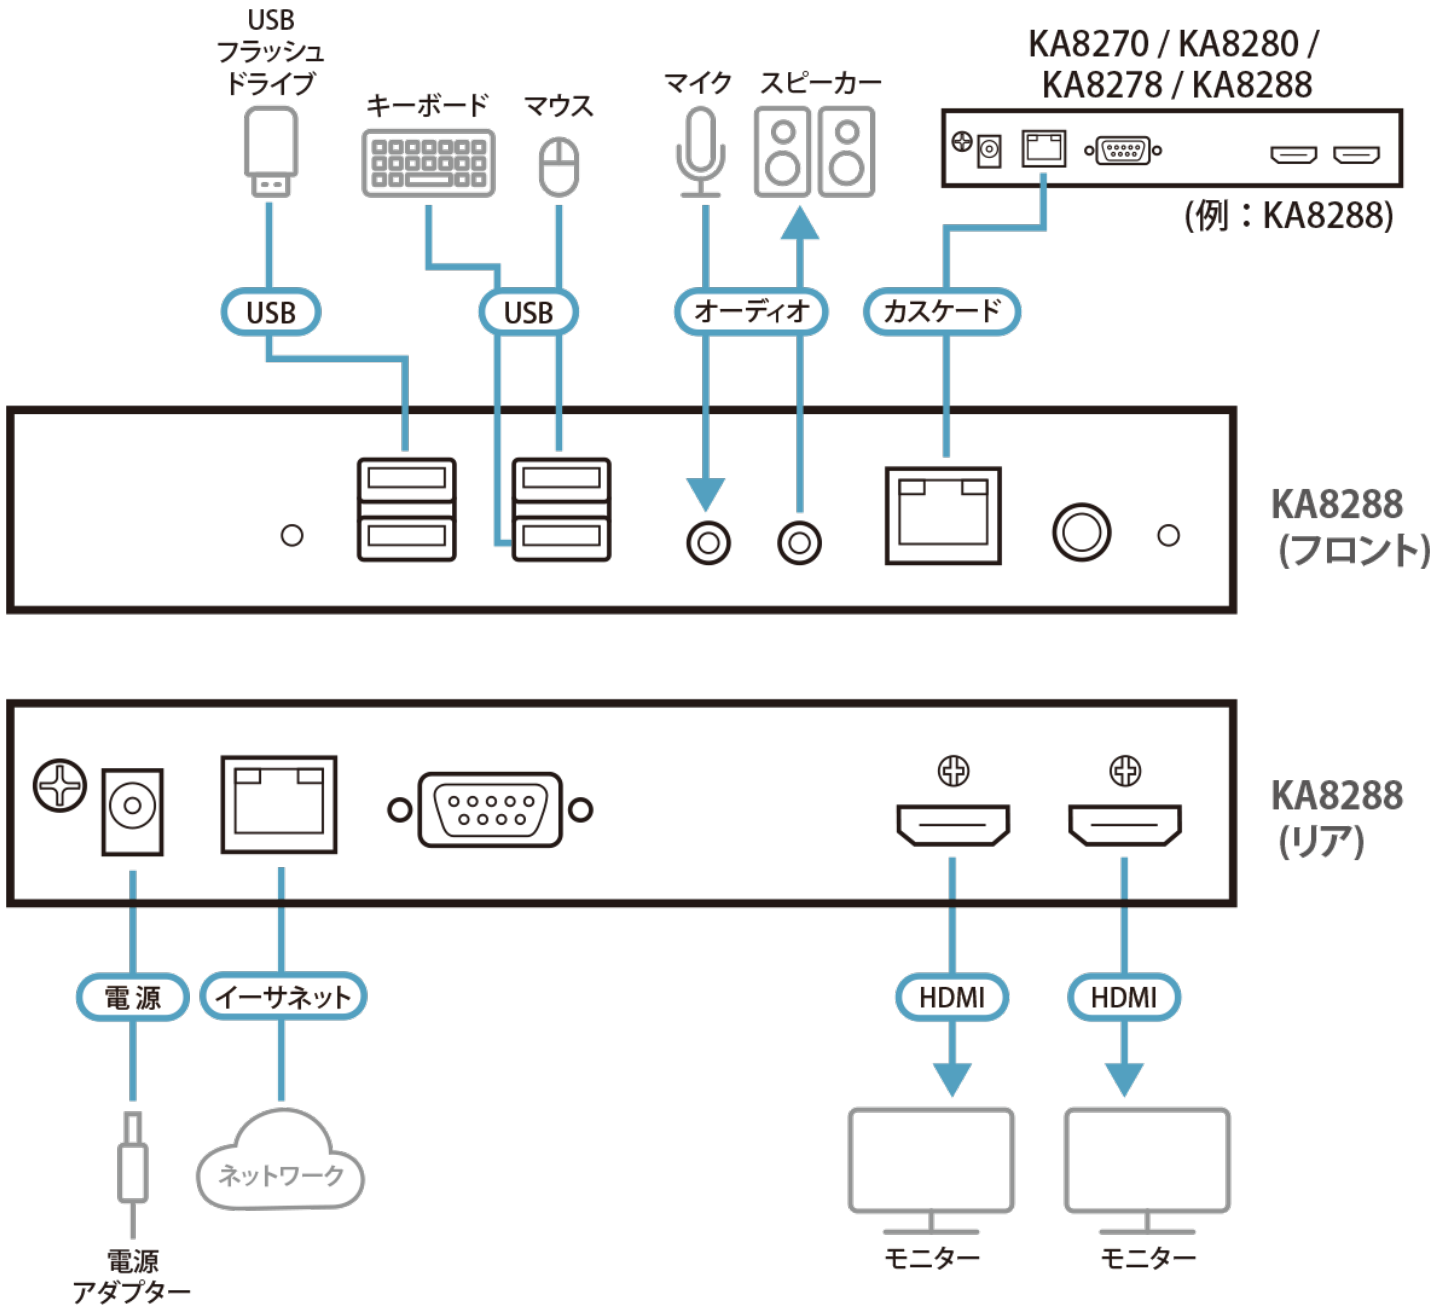 USB
フラッシュ
ドライブ
キーボード
マウス
マイク
スピーカー
KA8270 / KA8280 /
KA8278 / KA8288
(例：KA8288)
USB
USB
オーディオ
カスケード
KA8288
(フロント)
KA8288
(リア)
電源
イーサネット
HDMI
HDMI
ネットワーク
電源
アダプター
モニター
モニター